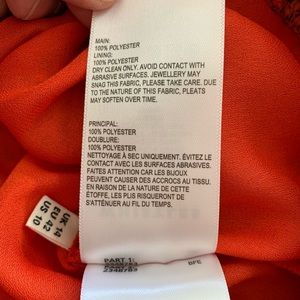 MAIN:
100% POLYESTER
LINING:
100% POLYESTER
DRY CLEAN ONLY. AVOID CONTACT WITH
ABRASIVE SURFACES. JEWELLERY MAY
SNAG THIS FABRIC, PLEASE TAKE CARE. DUE
TO THE NATURE OF THIS FABRIC, PLEATS
MAY SOFTEN OVER TIME.
PRINCIPAL:
100% POLYESTER
DOUBLURE:
100% POLYESTER
NETTOYAGE À SEC UNIQUEMENT. ÉVITEZ LE
CONTACT AVEC LES SURFACES ABRASIVES.
FAITES ATTENTION CAR LES BIJOUX
PEUVENT CAUSER DES ACCROCS.
EN RAISON DE LA NATURE DE CETTE
ÉTOFFE, LES PLIS RISQUERONT DE
S'ASSOUPLIR AU FIL DU TEMPS.
UK 14
EU 42
US 10
PART 1:
BFE